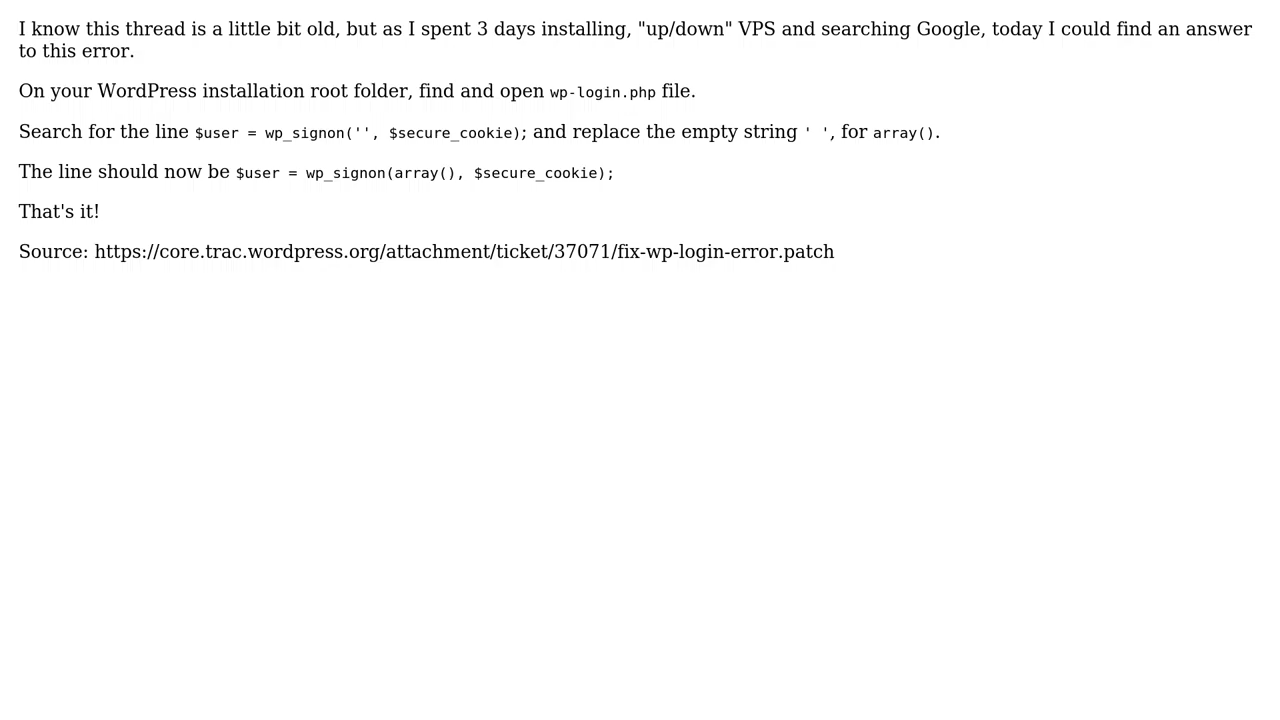 I know this thread is a little bit old, but as I spent 3 days installing, "up/down" VPS and searching Google, today I could find an answer
to this error.
On your WordPress installation root folder, find and open wp-login.php file.
Search for the line $user = wp_signon('', $secure_cookie); and replace the empty string ' ', for array().
The line should now be $user = wp_signon(array(), $secure_cookie);
That's it!
Source: https://core.trac.wordpress.org/attachment/ticket/37071/fix-wp-login-error.patch